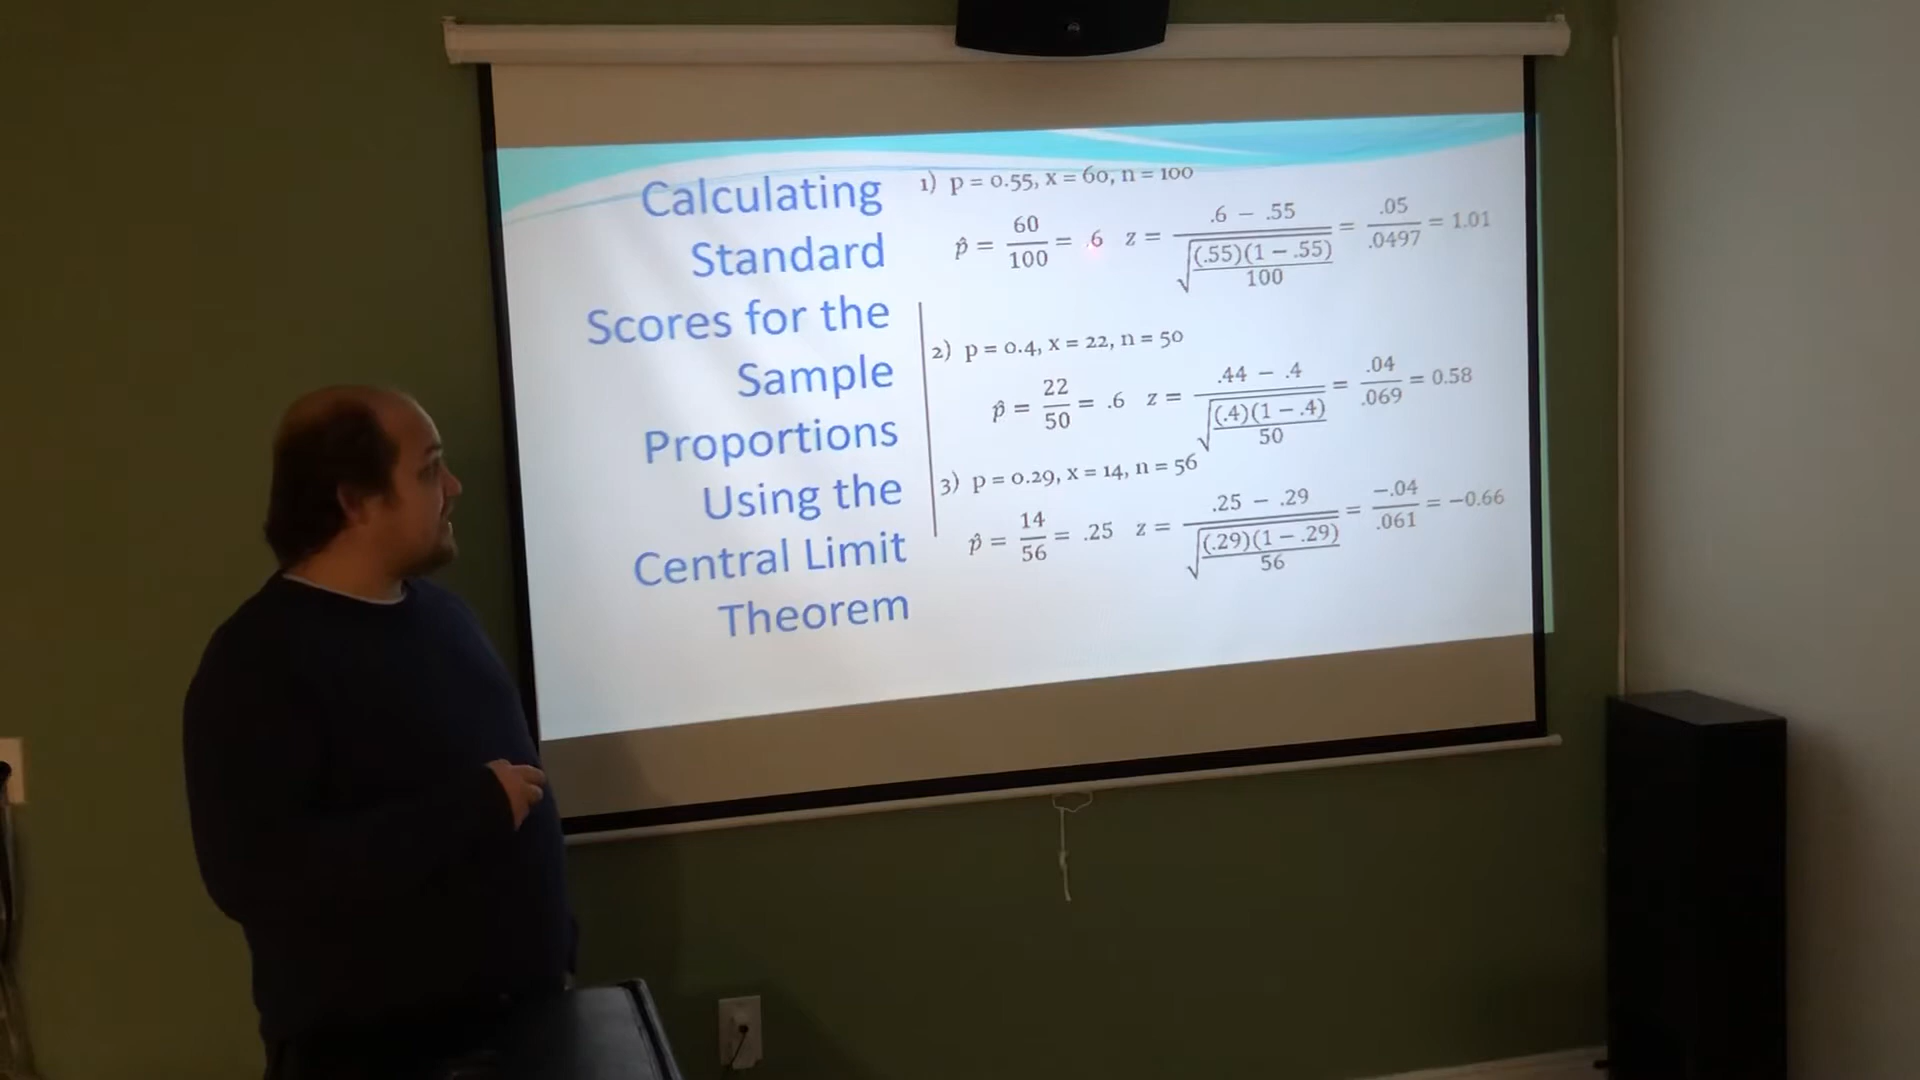 Calculating
Standard
Scores for the
Sample
Proportions
Using the
Central Limit
Theorem
1) p = 0.55, x = 60, n = 100
p̂ = 60/100 = .6 z = (.6 − .55)/√((.55)(1 − .55)/100) = .05/.0497 = 1.01
2) p = 0.4, x = 22, n = 50
p̂ = 22/50 = .6 z = (.44 − .4)/√((.4)(1 − .4)/50) = .04/.069 = 0.58
3) p = 0.29, x = 14, n = 56
p̂ = 14/56 = .25 z = (.25 − .29)/√((.29)(1 − .29)/56) = −.04/.061 = −0.66